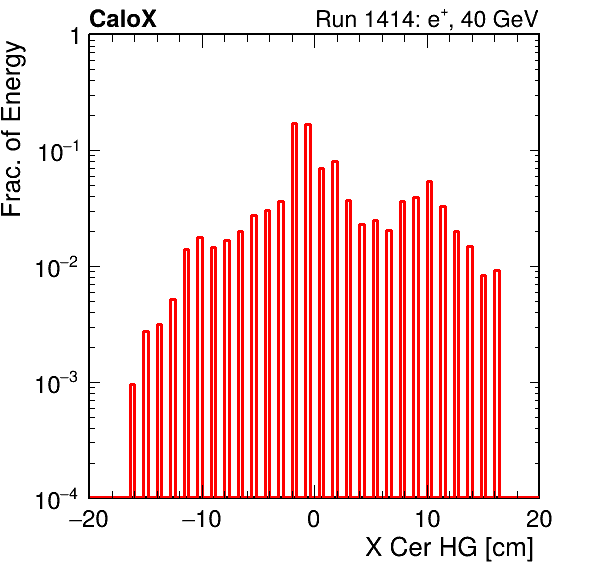 CaloX Run 1414: e⁺, 40 GeV
Frac. of Energy
1
10⁻¹
10⁻²
10⁻³
10⁻⁴
−20 −10 0 10 20
X Cer HG [cm]